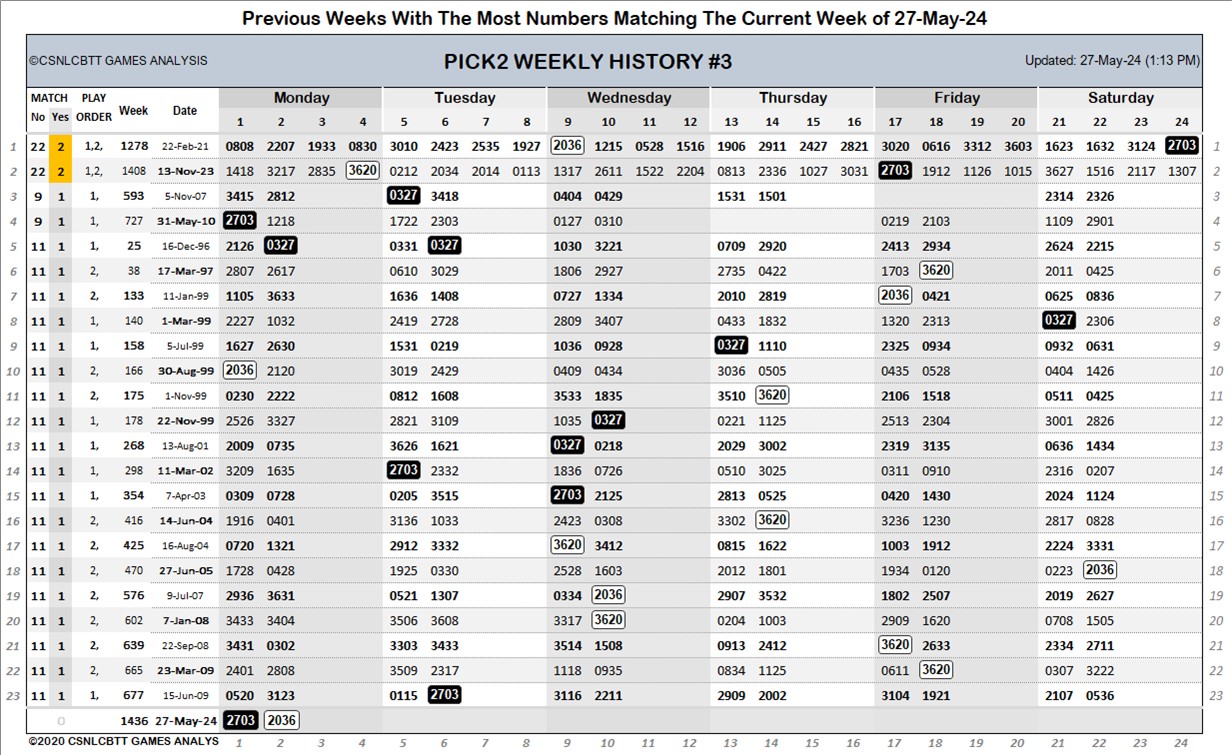 Previous Weeks With The Most Numbers Matching The Current Week of 27-May-24
©CSNLCBTT GAMES ANALYSIS PICK2 WEEKLY HISTORY #3 Updated: 27-May-24 (1:13 PM)
MATCH PLAY Week Date Monday Tuesday Wednesday Thursday Friday Saturday
No Yes ORDER 1 2 3 4 5 6 7 8 9 10 11 12 13 14 15 16 17 18 19 20 21 22 23 24
1 22 2 1,2, 1278 22-Feb-21 0808 2207 1933 0830 3010 2423 2535 1927 2036 1215 0528 1516 1906 2911 2427 2821 3020 0616 3312 3603 1623 1632 3124 2703 1
2 22 2 1,2, 1408 13-Nov-23 1418 3217 2835 3620 0212 2034 2014 0113 1317 2611 1522 2204 0813 2336 1027 3031 2703 1912 1126 1015 3627 1516 2117 1307 2
3 9 1 1, 593 5-Nov-07 3415 2812 0327 3418 0404 0429 1531 1501 2314 2326 3
4 9 1 1, 727 31-May-10 2703 1218 1722 2303 0127 0310 0219 2103 1109 2901 4
5 11 1 1, 25 16-Dec-96 2126 0327 0331 0327 1030 3221 0709 2920 2413 2934 2624 2215 5
6 11 1 2, 38 17-Mar-97 2807 2617 0610 3029 1806 2927 2735 0422 1703 3620 2011 0425 6
7 11 1 2, 133 11-Jan-99 1105 3633 1636 1408 0727 1334 2010 2819 2036 0421 0625 0836 7
8 11 1 1, 140 1-Mar-99 2227 1032 2419 2728 2809 3407 0433 1832 1320 2313 0327 2306 8
9 11 1 1, 158 5-Jul-99 1627 2630 1531 0219 1036 0928 0327 1110 2325 0934 0932 0631 9
10 11 1 2, 166 30-Aug-99 2036 2120 3019 2429 0409 0434 3036 0505 0435 0528 0404 1426 10
11 11 1 2, 175 1-Nov-99 0230 2222 0812 1608 3533 1835 3510 3620 2106 1518 0511 0425 11
12 11 1 1, 178 22-Nov-99 2526 3327 2821 3109 1035 0327 0221 1125 2513 2304 3001 2826 12
13 11 1 1, 268 13-Aug-01 2009 0735 3626 1621 0327 0218 2029 3002 2319 3135 0636 1434 13
14 11 1 1, 298 11-Mar-02 3209 1635 2703 2332 1836 0726 0510 3025 0311 0910 2316 0207 14
15 11 1 1, 354 7-Apr-03 0309 0728 0205 3515 2703 2125 2813 0525 0420 1430 2024 1124 15
16 11 1 2, 416 14-Jun-04 1916 0401 3136 1033 2423 0308 3302 3620 3236 1230 2817 0828 16
17 11 1 2, 425 16-Aug-04 0720 1321 2912 3332 3620 3412 0815 1622 1003 1912 2224 3331 17
18 11 1 2, 470 27-Jun-05 1728 0428 1925 0330 2528 1603 2012 1801 1934 0120 0223 2036 18
19 11 1 2, 576 9-Jul-07 2936 3631 0521 1307 0334 2036 2907 3532 1802 2507 2019 2627 19
20 11 1 2, 602 7-Jan-08 3433 3404 3506 3608 3317 3620 0204 1003 2909 1620 0708 1505 20
21 11 1 2, 639 22-Sep-08 3431 0302 3303 3433 3514 1508 0913 2412 3620 2633 2334 2711 21
22 11 1 2, 665 23-Mar-09 2401 2808 3509 2317 1118 0935 0834 1125 0611 3620 0307 3222 22
23 11 1 1, 677 15-Jun-09 0520 3123 0115 2703 3116 2211 2909 2002 3104 1921 2107 0536 23
0 1436 27-May-24 2703 2036
©2020 CSNLCBTT GAMES ANALYS 1 2 3 4 5 6 7 8 9 10 11 12 13 14 15 16 17 18 19 20 21 22 23 24